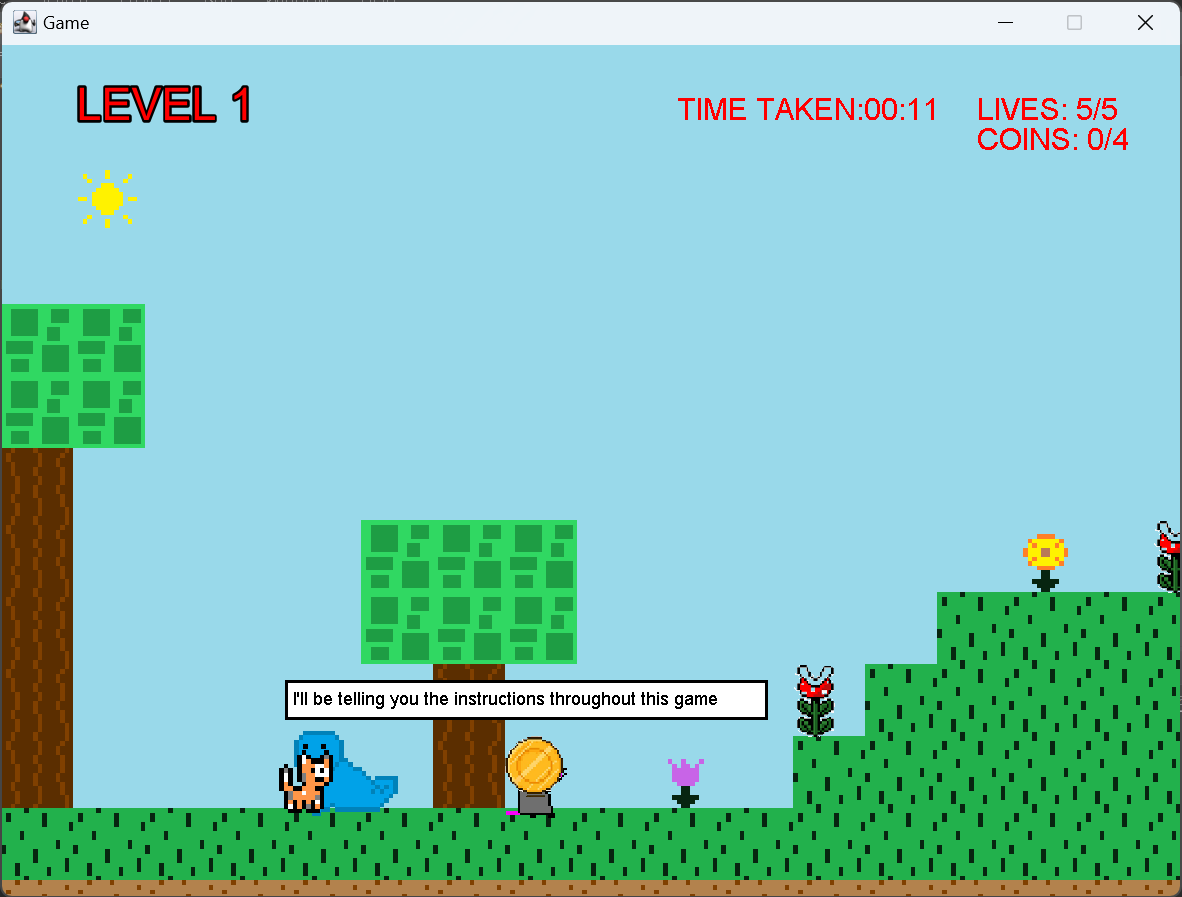 Game
LEVEL 1
TIME TAKEN:00:11
LIVES: 5/5
COINS: 0/4
I'll be telling you the instructions throughout this game